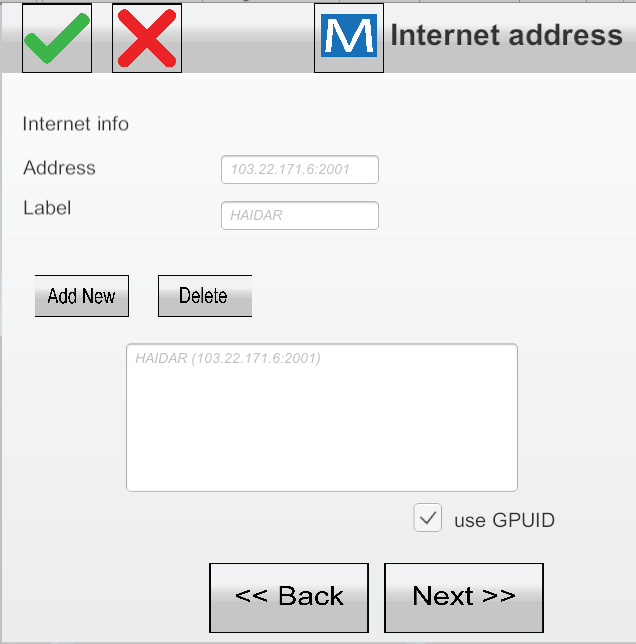 M Internet address
Internet info
Address 103.22.171.6:2001
Label HAIDAR
Add New Delete
HAIDAR (103.22.171.6:2001)
use GPUID
<< Back Next >>